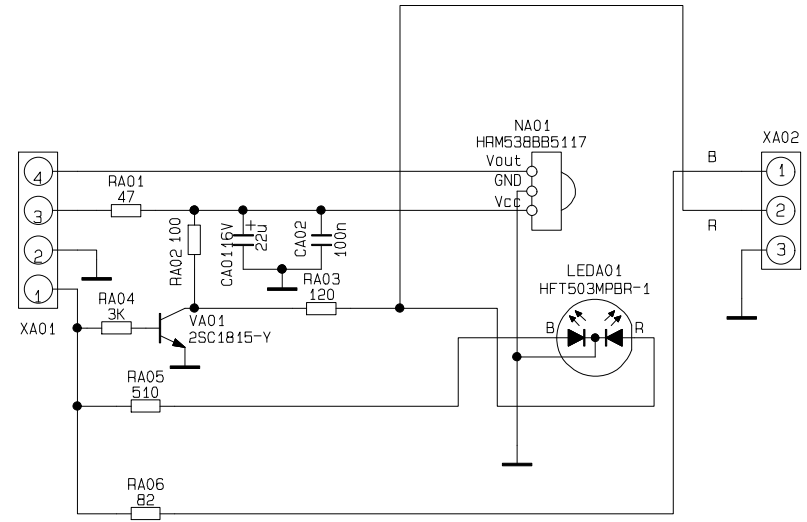 NA01
HRM538BB5117
XA02
B
Vout
1
4
RA01
47
GND
3
Vcc
2
R
RA02 100
CA01 16V
22u
CA02
100n
2
3
RA03
120
LEDA01
HFT503MPBR-1
1
RA04
3K
VA01
2SC1815-Y
XA01
B
R
RA05
510
RA06
82